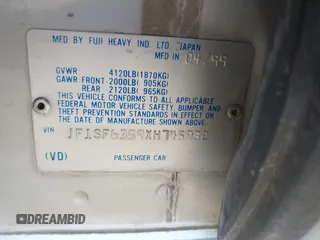 MFD BY FUJI HEAVY IND. LTD. JAPAN
MFD IN 04.99
GVWR 4120LB(1870KG)
GAWR FRONT-2000LB( 905KG)
REAR 2120LB( 965KG)
THIS VEHICLE CONFORMS TO ALL APPLICABLE
FEDERAL MOTOR VEHICLE SAFETY, BUMPER, AND
THEFT PREVENTION STANDARDS IN EFFECT ON
THE DATE OF MANUFACTURE SHOWN ABOVE
VIN
(VD) PASSENGER CAR
DREAMBID